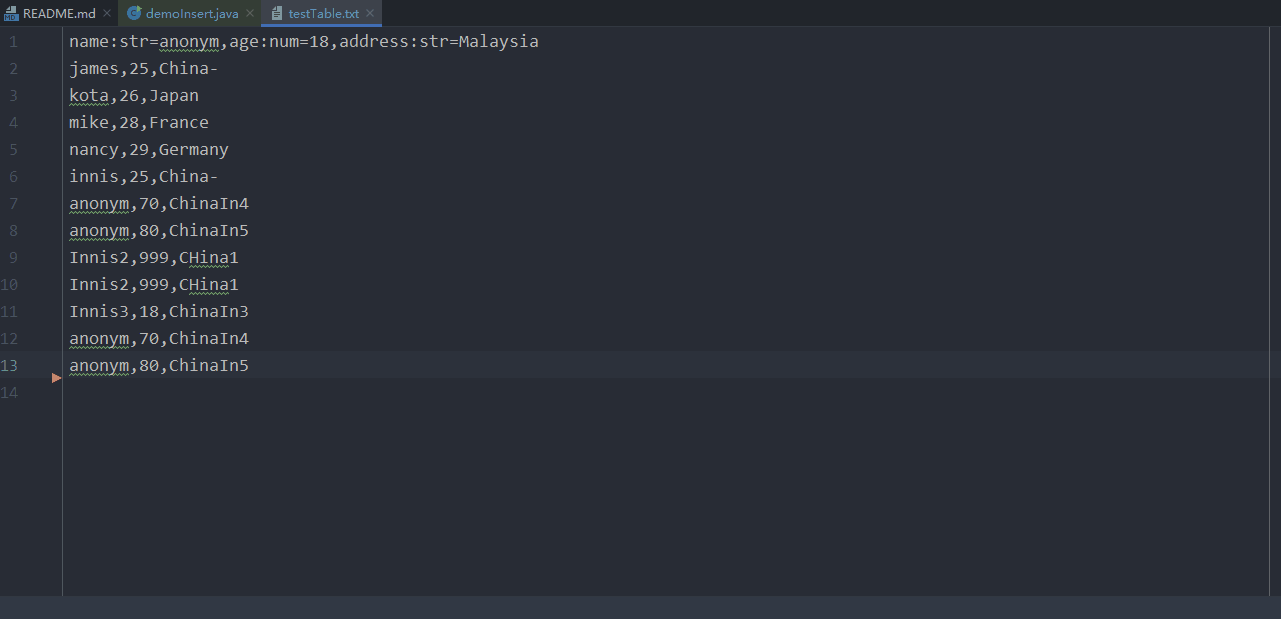 README.md demoInsert.java testTable.txt
1 name:str=anonym,age:num=18,address:str=Malaysia
2 james,25,China-
3 kota,26,Japan
4 mike,28,France
5 nancy,29,Germany
6 innis,25,China-
7 anonym,70,ChinaIn4
8 anonym,80,ChinaIn5
9 Innis2,999,CHina1
10 Innis2,999,CHina1
11 Innis3,18,ChinaIn3
12 anonym,70,ChinaIn4
13 anonym,80,ChinaIn5
14